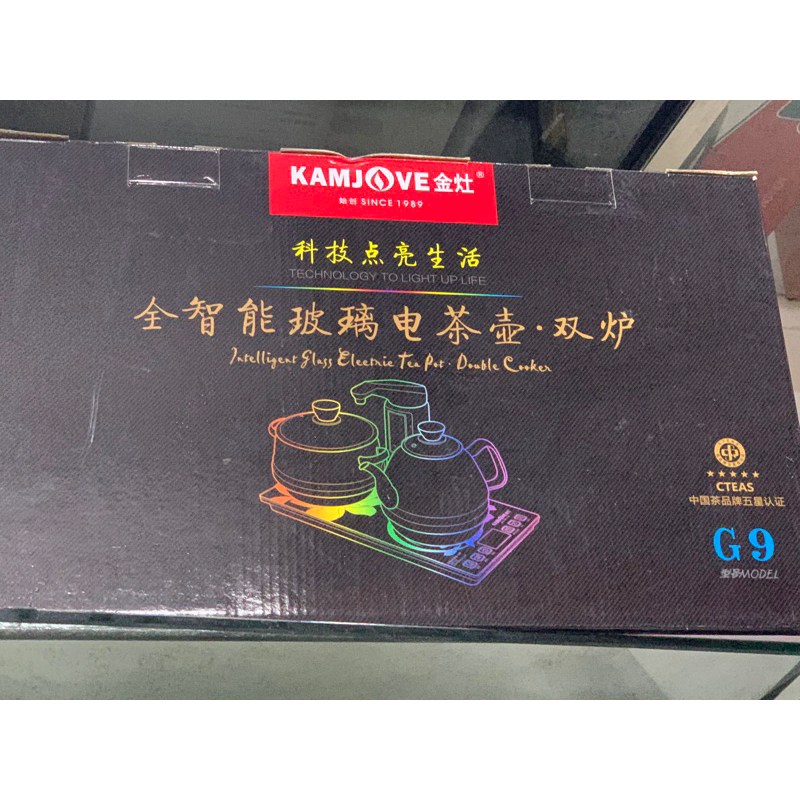 KAMJOVE金灶®
始创 SINCE 1989
科技点亮生活
TECHNOLOGY TO LIGHT UP LIFE
全智能玻璃电茶壶·双炉
Intelligent Glass Electric Tea Pot · Double Cooker
CTEAS
中国茶品牌五星认证
G9
型号MODEL